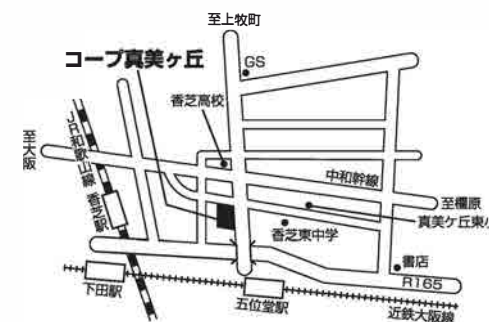 至上牧町
コープ真美ヶ丘
GS
香芝高校
JR和歌山線
香芝駅
至大阪
中和幹線
至橿原
真美ケ丘東小
香芝東中学
書店
R165
下田駅
五位堂駅
近鉄大阪線